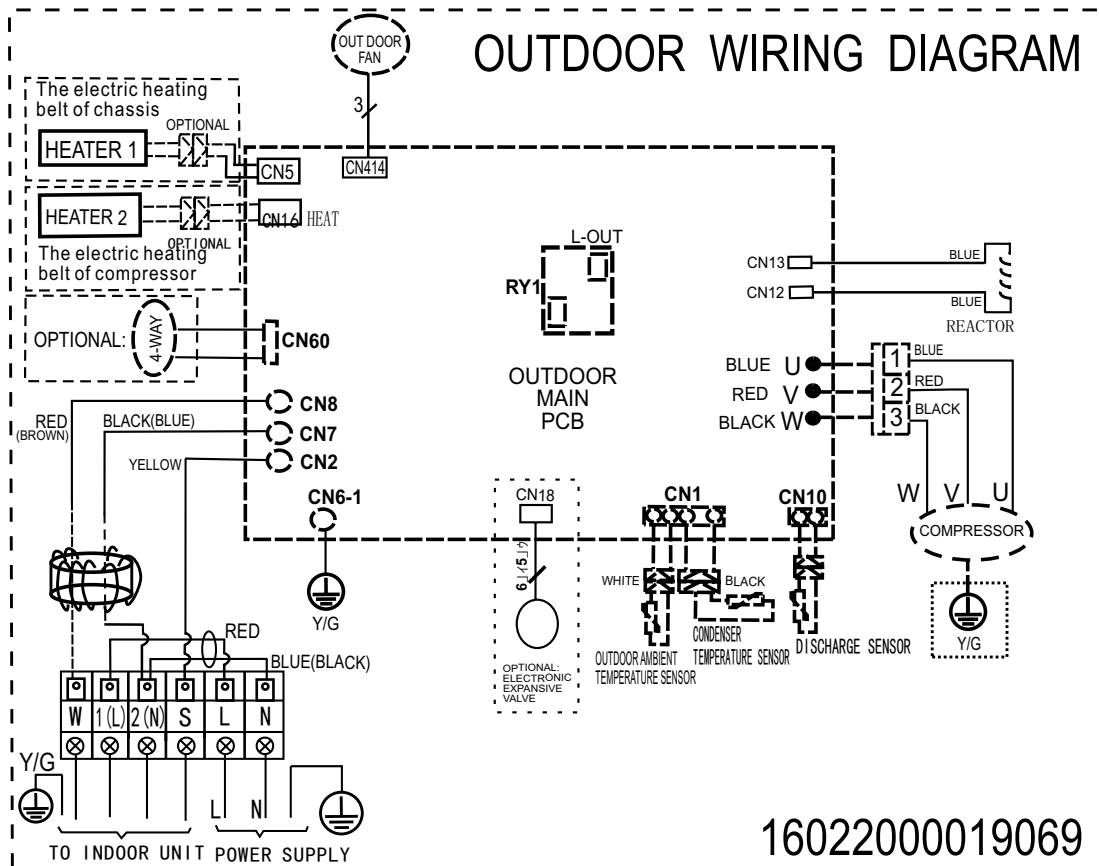 OUT DOOR
FAN
OUTDOOR WIRING DIAGRAM
The electric heating
belt of chassis
OPTIONAL
HEATER 1
3
CN5
CN414
HEATER 2
CN16 HEAT
OPTIONAL
The electric heating
belt of compressor
L-OUT
RY1
CN13
BLUE
CN12
BLUE
REACTOR
OPTIONAL:
4-WAY
CN60
OUTDOOR
MAIN
PCB
BLUE U
RED V
BLACK W
1
2
3
BLUE
RED
BLACK
RED
(BROWN)
BLACK(BLUE)
YELLOW
CN8
CN7
CN2
CN6-1
Y/G
CN18
OPTIONAL:
ELECTRONIC
EXPANSIVE
VALVE
CN1
WHITE
BLACK
OUTDOOR AMBIENT
TEMPERATURE SENSOR
CONDENSER
TEMPERATURE SENSOR
CN10
DISCHARGE SENSOR
W V U
COMPRESSOR
Y/G
RED
BLUE(BLACK)
W 1(L) 2(N) S L N
Y/G
L N
TO INDOOR UNIT POWER SUPPLY
16022000019069